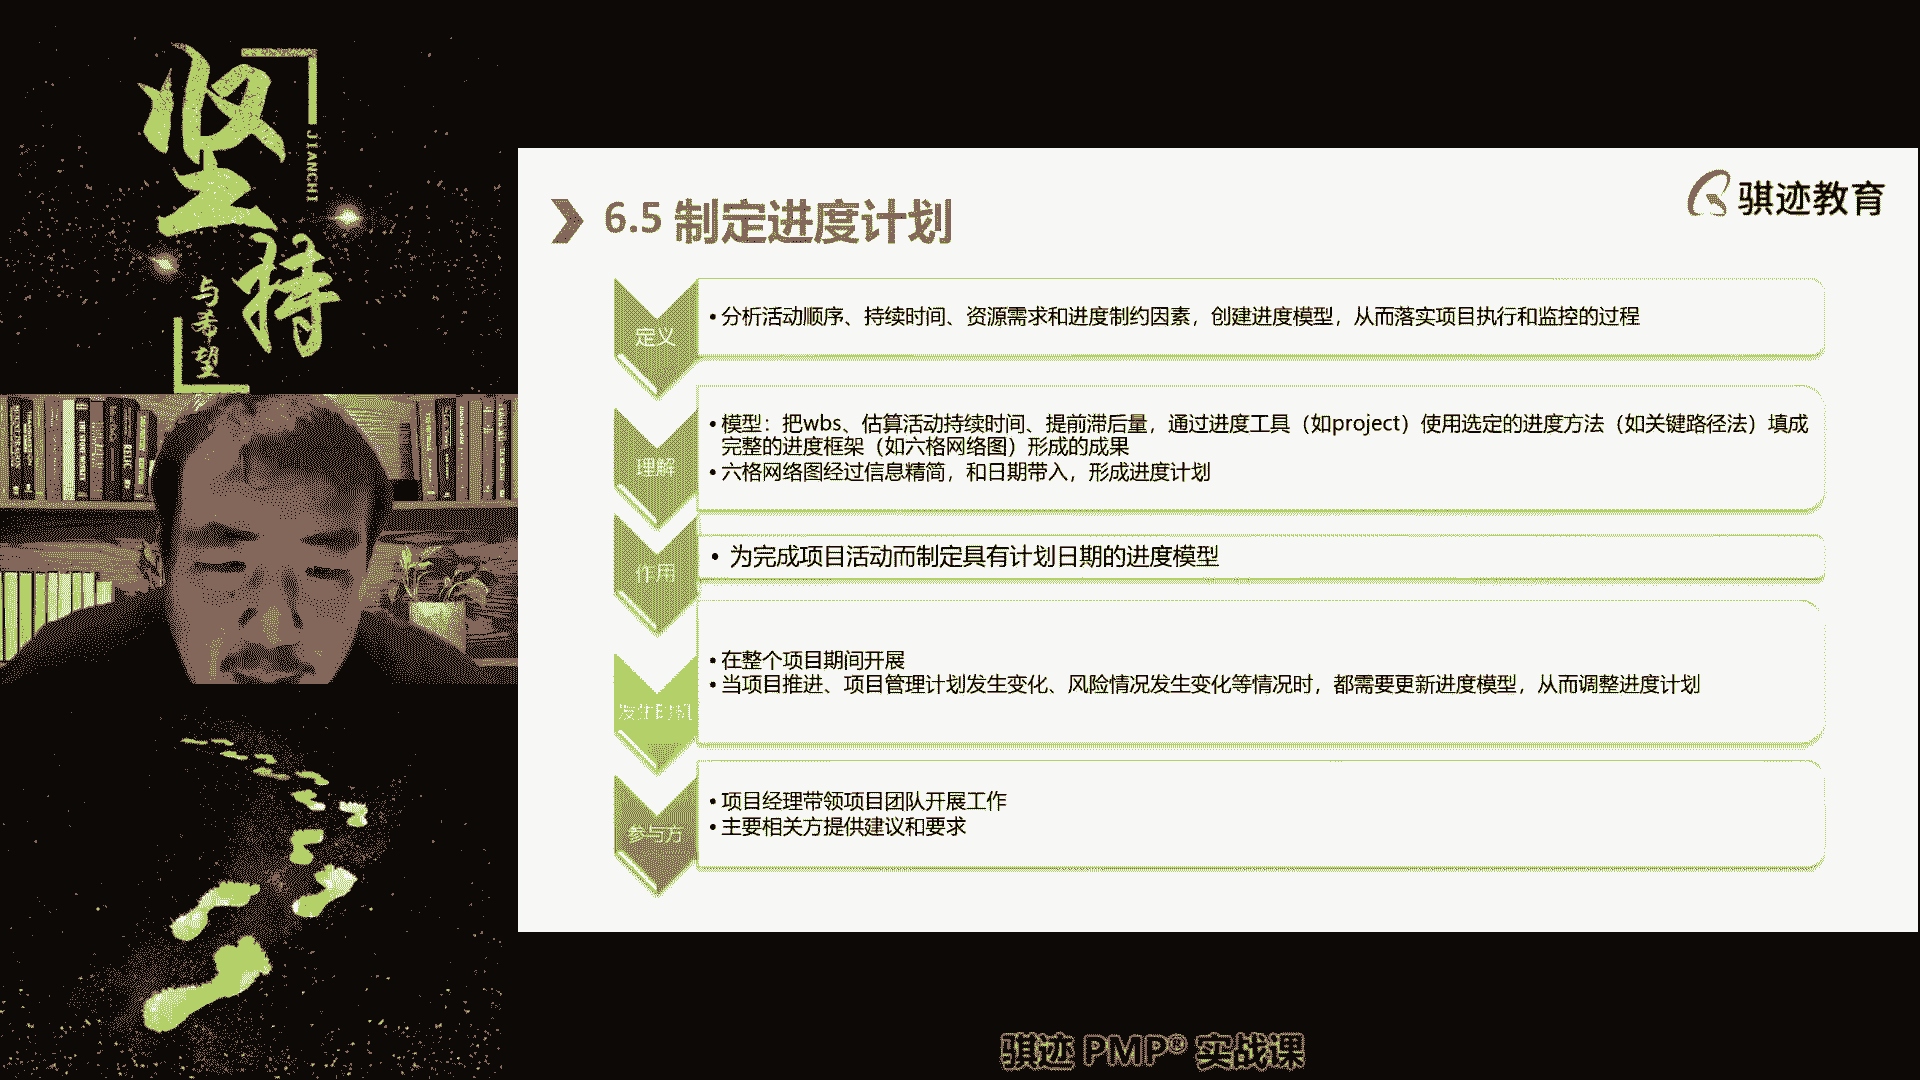 坚持
JIANCHI
与希望
骐迹教育
6.5 制定进度计划
定义
•分析活动顺序、持续时间、资源需求和进度制约因素，创建进度模型，从而落实项目执行和监控的过程
理解
•模型：把wbs、估算活动持续时间、提前滞后量，通过进度工具（如project）使用选定的进度方法（如关键路径法）填成
完整的进度框架（如六格网络图）形成的成果
•六格网络图经过信息精简，和日期带入，形成进度计划
作用
• 为完成项目活动而制定具有计划日期的进度模型
发生时机
•在整个项目期间开展
•当项目推进、项目管理计划发生变化、风险情况发生变化等情况时，都需要更新进度模型，从而调整进度计划
参与方
•项目经理带领项目团队开展工作
•主要相关方提供建议和要求
骐迹 PMP® 实战课